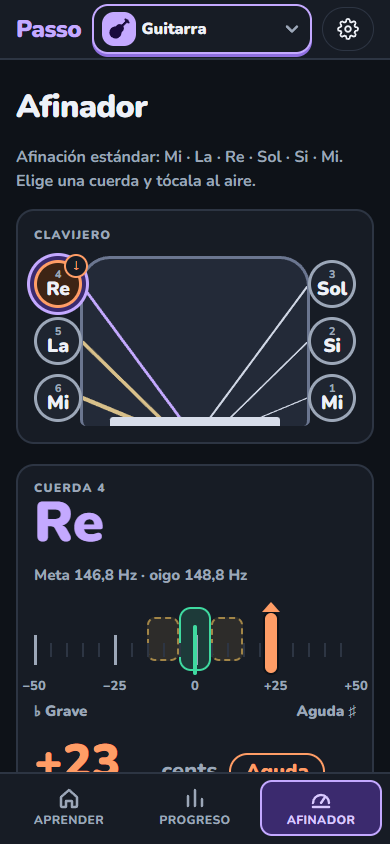 Passo
Guitarra
Afinador
Afinación estándar: Mi · La · Re · Sol · Si · Mi.
Elige una cuerda y tócala al aire.
CLAVIJERO
4 Re ↓
3 Sol
5 La
2 Si
6 Mi
1 Mi
CUERDA 4
Re
Meta 146,8 Hz · oigo 148,8 Hz
−50 −25 0 +25 +50
♭ Grave Aguda ♯
+23 cents Aguda
APRENDER PROGRESO AFINADOR